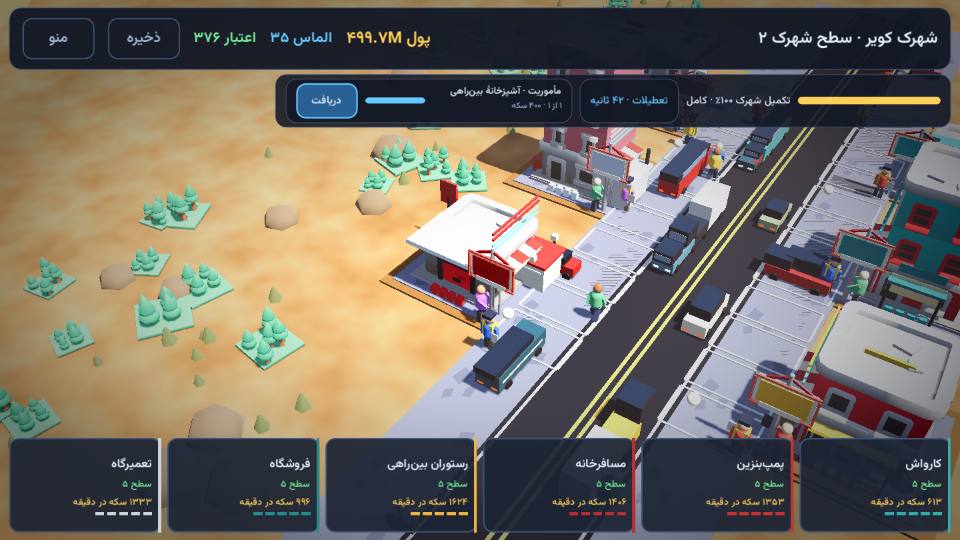 شهرک کویر · سطح شهرک ۲
پول ۴۹۹.۷M
الماس ۳۵
اعتبار ۳۷۶
ذخیره
منو
تکمیل شهرک ۱۰۰٪ · کامل
تعطیلات · ۴۲ ثانیه
مأموریت · آشپزخانهٔ بین‌راهی
۱ از ۱ · ۴۰۰ سکه
دریافت
کارواش
سطح ۵
۶۱۳ سکه در دقیقه
پمپ‌بنزین
سطح ۵
۱۳۵۳ سکه در دقیقه
مسافرخانه
سطح ۵
۱۴۰۶ سکه در دقیقه
رستوران بین‌راهی
سطح ۵
۱۶۲۴ سکه در دقیقه
فروشگاه
سطح ۵
۹۹۶ سکه در دقیقه
تعمیرگاه
سطح ۵
۱۳۳۳ سکه در دقیقه